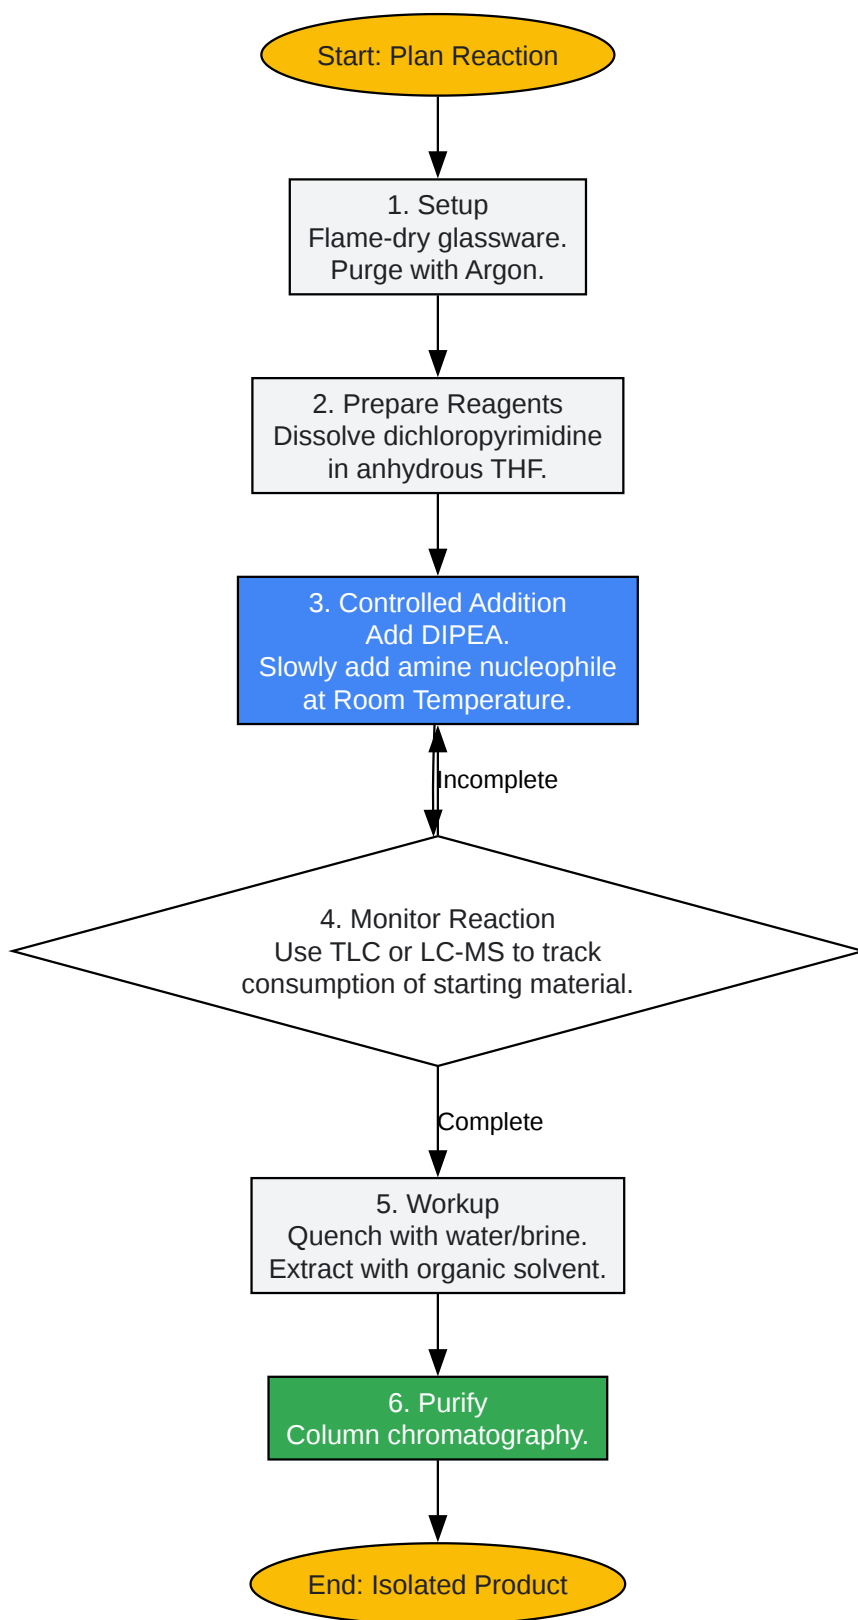 Start: Plan Reaction
1. Setup
Flame-dry glassware.
Purge with Argon.
2. Prepare Reagents
Dissolve dichloropyrimidine
in anhydrous THF.
3. Controlled Addition
Add DIPEA.
Slowly add amine nucleophile
at Room Temperature.
Incomplete
4. Monitor Reaction
Use TLC or LC-MS to track
consumption of starting material.
Complete
5. Workup
Quench with water/brine.
Extract with organic solvent.
6. Purify
Column chromatography.
End: Isolated Product